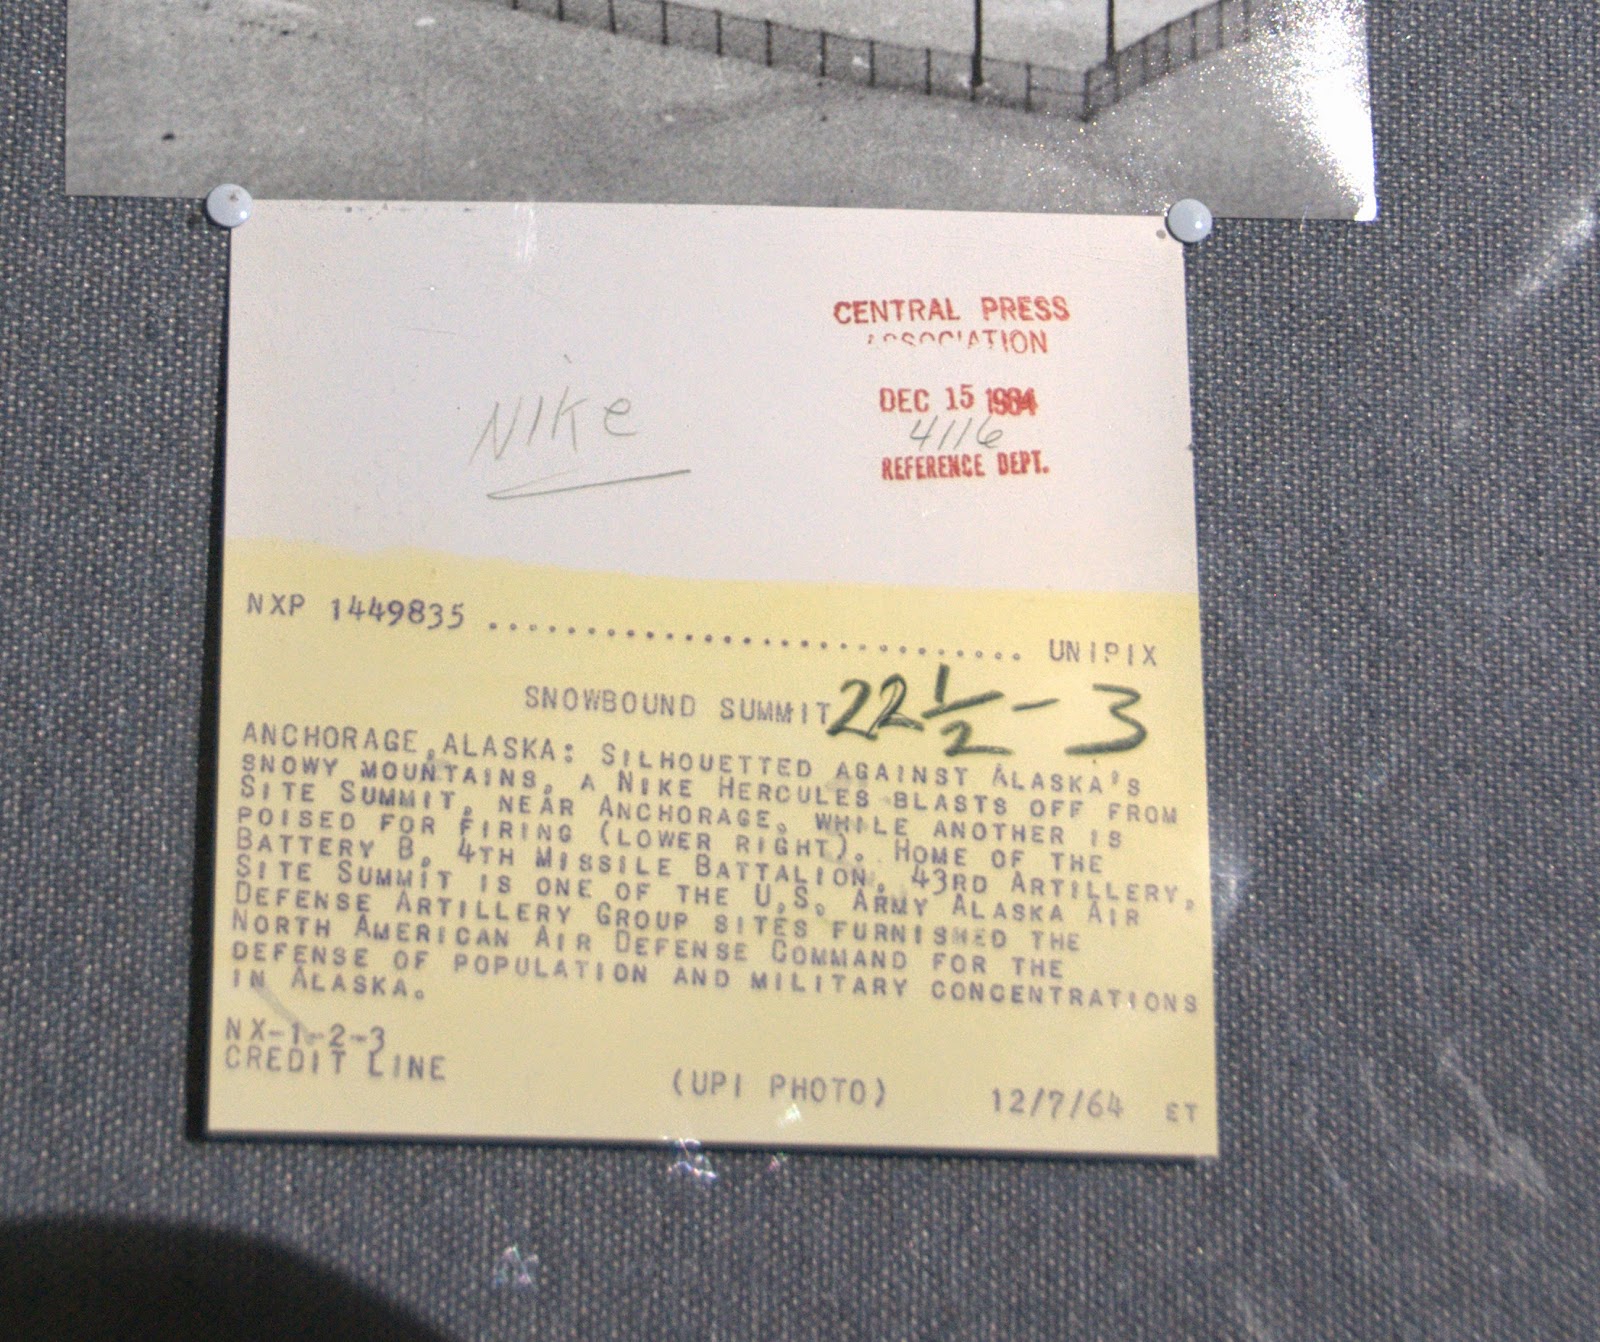 CENTRAL PRESS
ASSOCIATION
DEC 15 1964
4116
REFERENCE DEPT.
Nike
NXP 1449835 ........................... UNIPIX
SNOWBOUND SUMMIT 22 1/2 - 3
ANCHORAGE, ALASKA: SILHOUETTED AGAINST ALASKA'S
SNOWY MOUNTAINS, A NIKE HERCULES BLASTS OFF FROM
SITE SUMMIT, NEAR ANCHORAGE, WHILE ANOTHER IS
POISED FOR FIRING (LOWER RIGHT). HOME OF THE
BATTERY B, 4TH MISSILE BATTALION, 43RD ARTILLERY,
SITE SUMMIT IS ONE OF THE U.S. ARMY ALASKA AIR
DEFENSE ARTILLERY GROUP SITES FURNISHED THE
NORTH AMERICAN AIR DEFENSE COMMAND FOR THE
DEFENSE OF POPULATION AND MILITARY CONCENTRATIONS
IN ALASKA.
NX-1-2-3
CREDIT LINE (UPI PHOTO) 12/7/64 ET